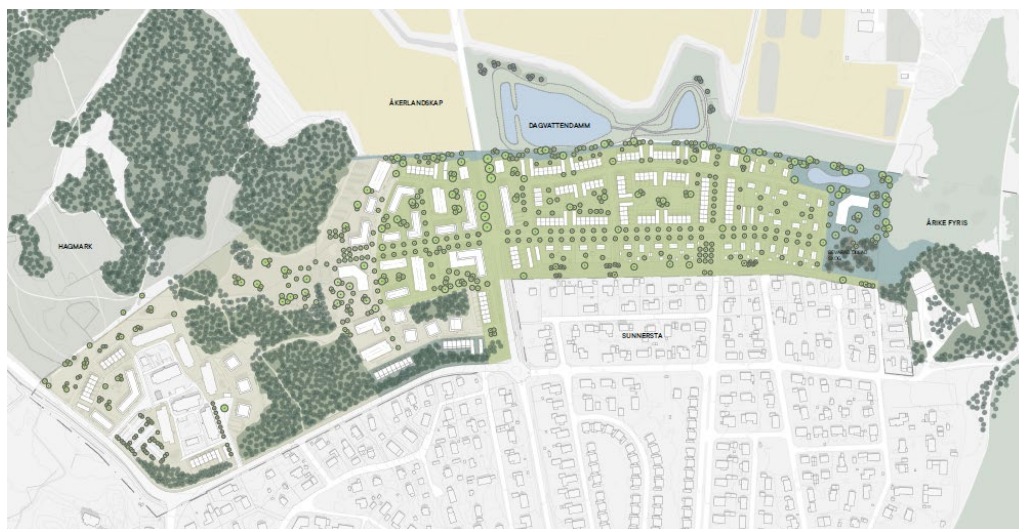 ÅKERLANDSKAP
DAGVATTENDAMM
HAGMARK
ÅRIKE FYRIS
SUNNERSTA